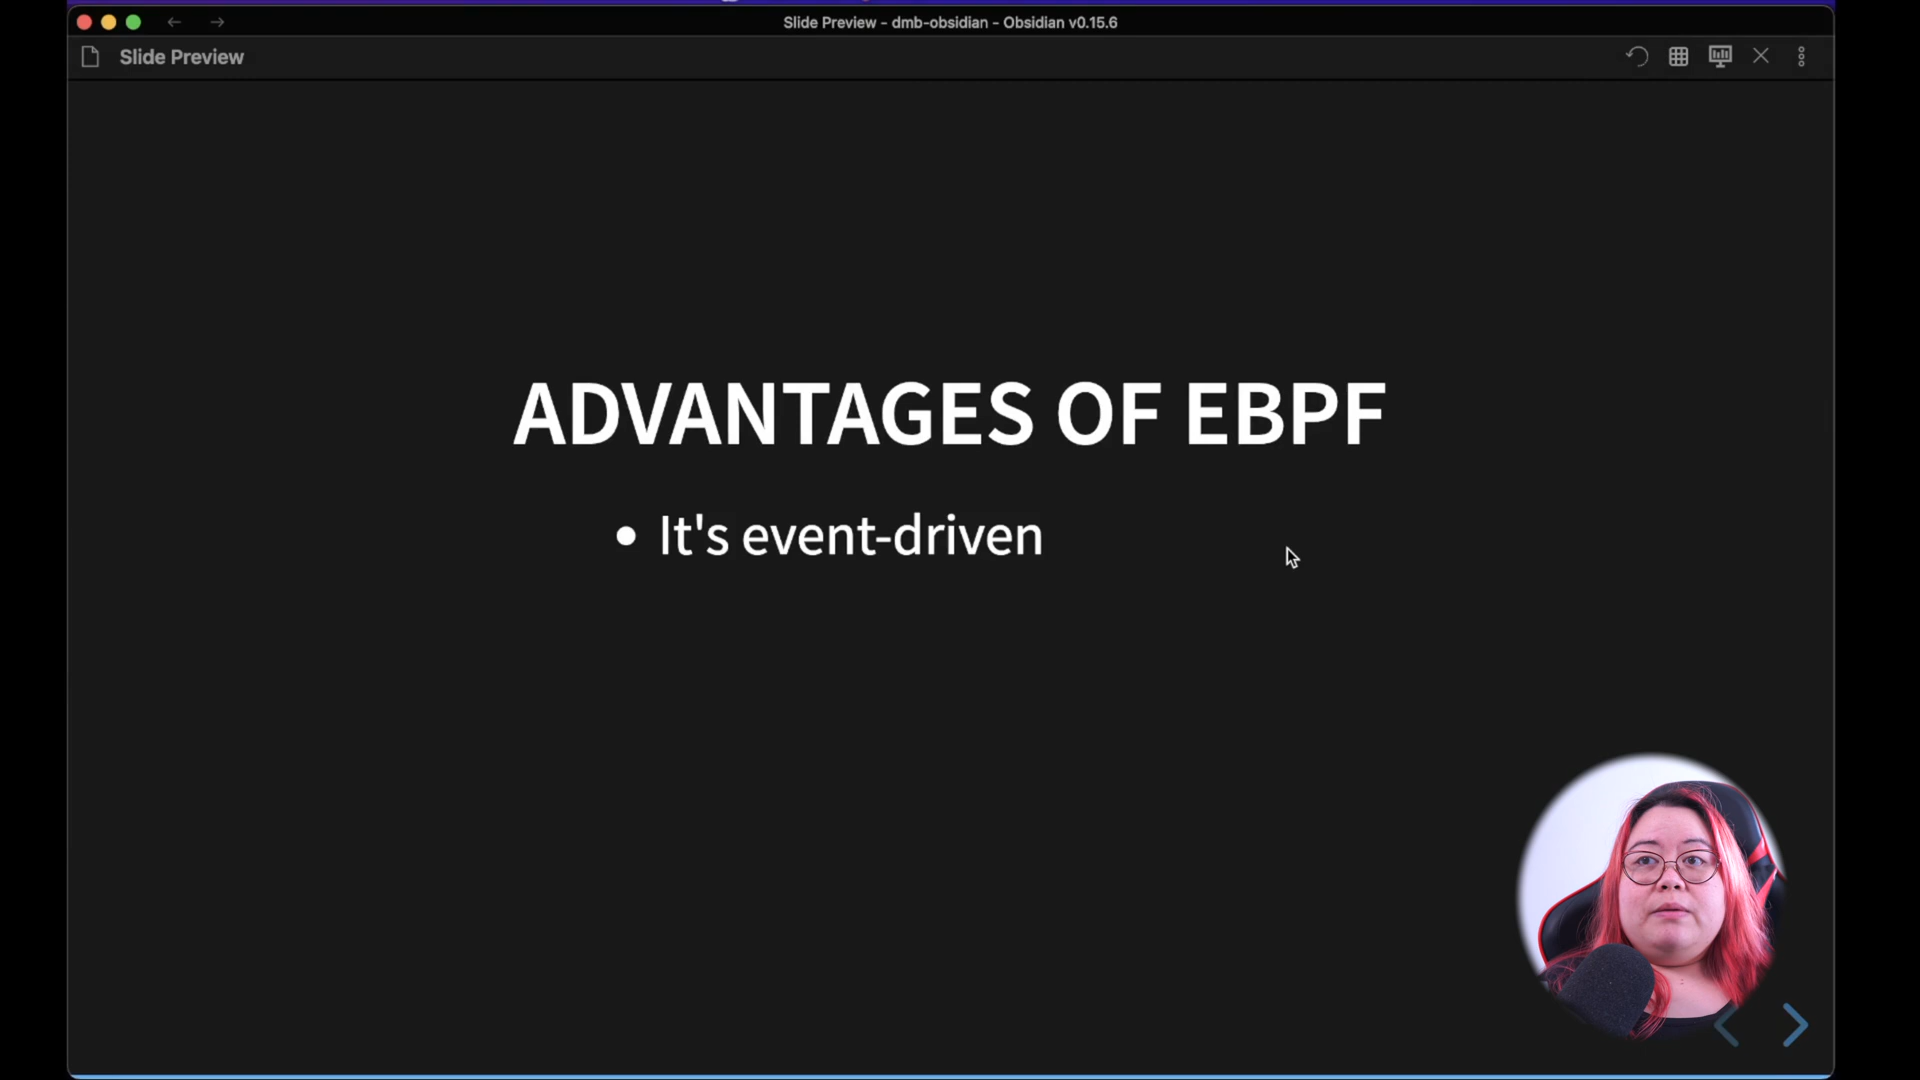 Slide Preview - dmb-obsidian - Obsidian v0.15.6
Slide Preview
ADVANTAGES OF EBPF
• It's event-driven